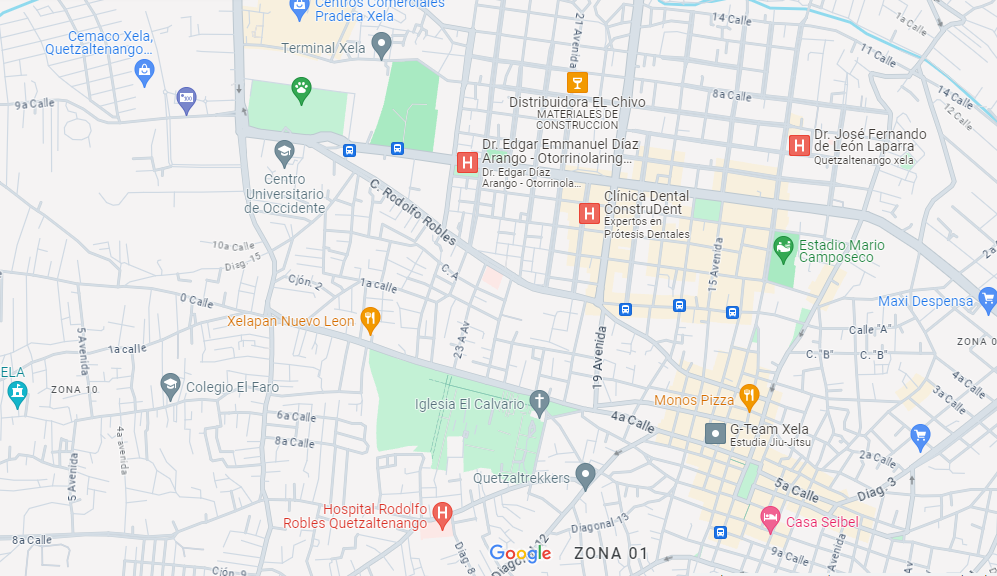 Centros Comerciales
Pradera Xela
21 Avenida
14 Calle
1a Calle
Cemaco Xela,
Quetzaltenango...
Terminal Xela
11 Calle
9a Calle
×100
Distribuidora EL Chivo
MATERIALES DE
CONSTRUCCION
8a Calle
14 Calle
12 Calle
H
Dr. José Fernando
de León Laparra
Quetzaltenango xela
H
Dr. Edgar Emmanuel Díaz
Arango - Otorrinolaring...
Dr. Edgar Díaz
Arango - Otorrinola...
Centro
Universitario
de Occidente
C. Rodolfo Robles
H
Clínica Dental
ConstruDent
Expertos en
Prótesis Dentales
10a Calle
Diag. 15
15 Avenida
Estadio Mario
Camposeco
Cjón. 2
1a calle
C. A
0 Calle
Maxi Despensa
Xelapan Nuevo Leon
5 Avenida
1a calle
23 A Av
19 Avenida
Calle "A"
C. "B"
C. "B"
ZONA 0
ELA
ZONA 10
Colegio El Faro
Iglesia El Calvario
Monos Pizza
4a Calle
3a Calle
6a Calle
8a Calle
4a avenida
4a Calle
G-Team Xela
Estudia Jiu-Jitsu
2a Calle
5 Avenida
Quetzaltrekkers
5a Calle
Diag. 3
Hospital Rodolfo
Robles Quetzaltenango
H
Diagonal 13
Casa Seibel
8a Calle
Diag. 8
Diagonal 12
Google
ZONA 01
9a Calle
Avenida
Cjón. 9